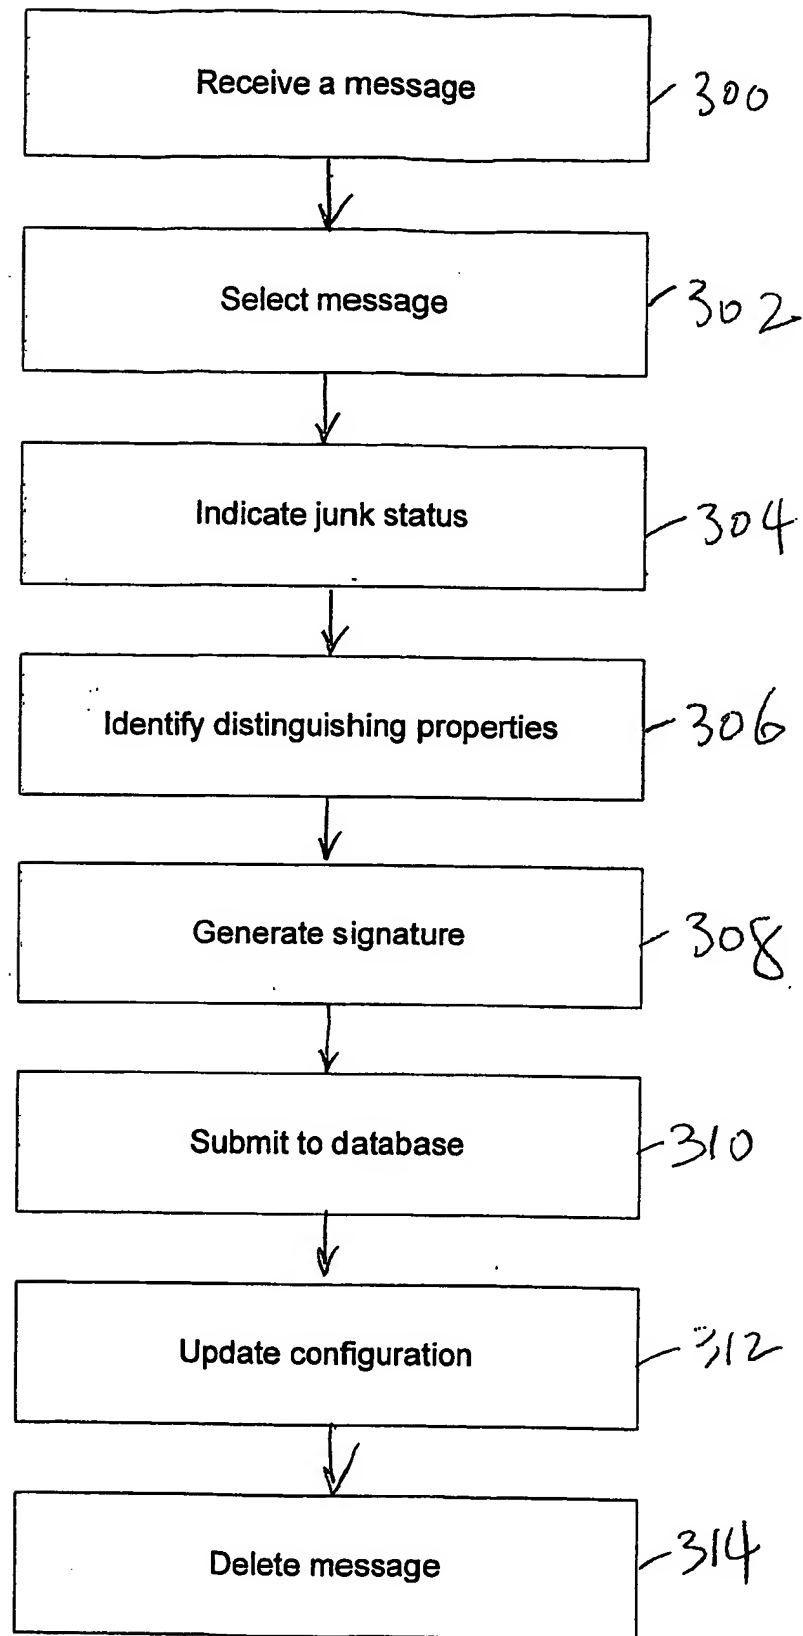 Receive a message
300
Select message
302
Indicate junk status
304
Identify distinguishing properties
306
Generate signature
308
Submit to database
310
Update configuration
312
Delete message
314